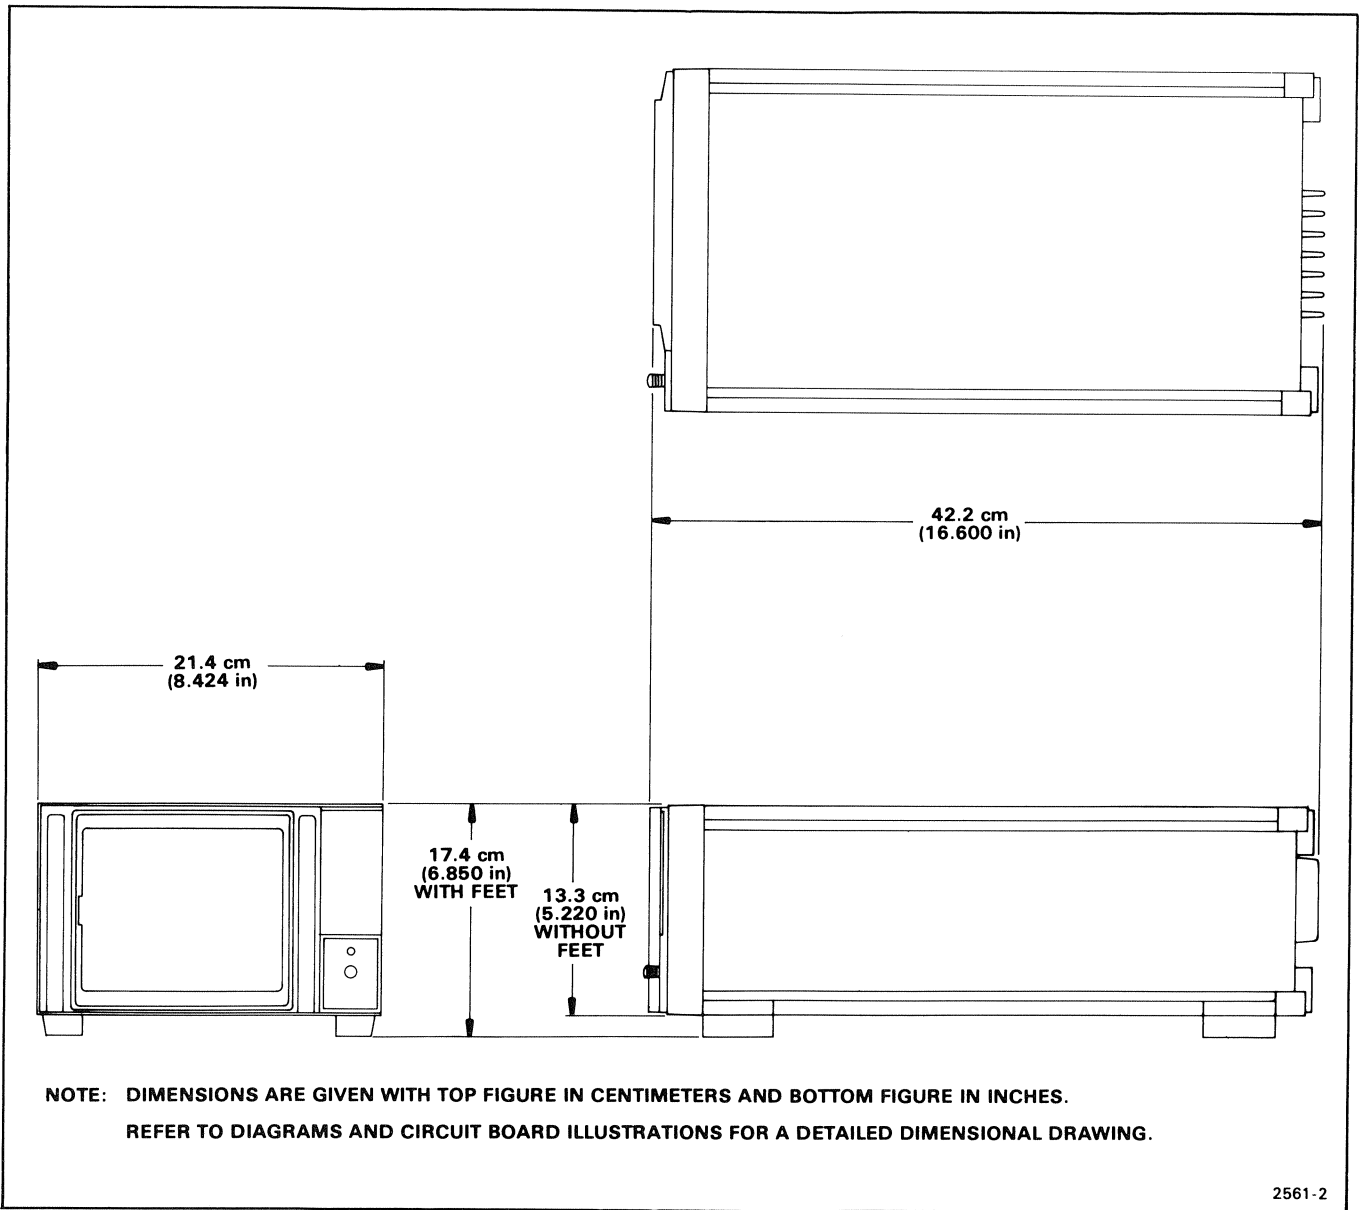 42.2 cm
(16.600 in)
21.4 cm
(8.424 in)
17.4 cm
(6.850 in)
WITH FEET
13.3 cm
(5.220 in)
WITHOUT
FEET
NOTE: DIMENSIONS ARE GIVEN WITH TOP FIGURE IN CENTIMETERS AND BOTTOM FIGURE IN INCHES.
REFER TO DIAGRAMS AND CIRCUIT BOARD ILLUSTRATIONS FOR A DETAILED DIMENSIONAL DRAWING.
2561-2